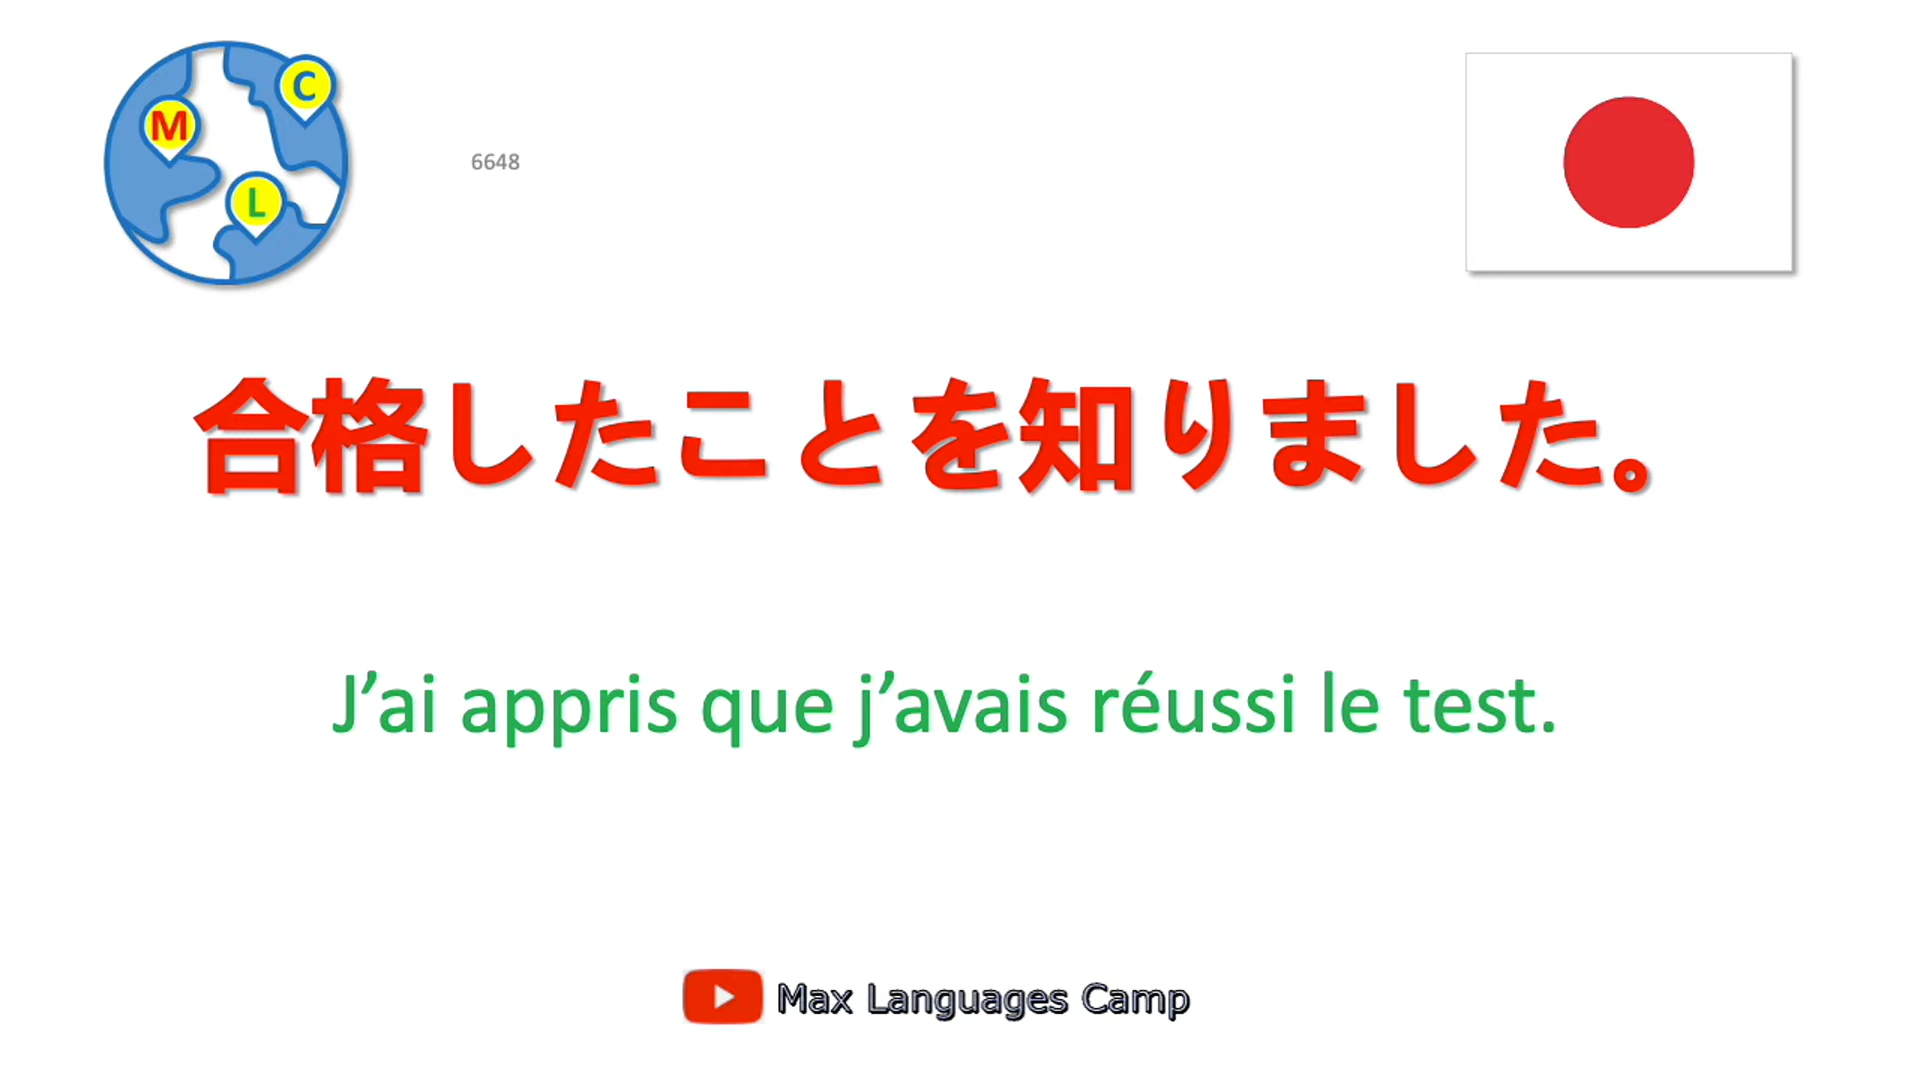 C
M
6648
L
合格したことを知りました。
J’ai appris que j’avais réussi le test.
Max Languages Camp